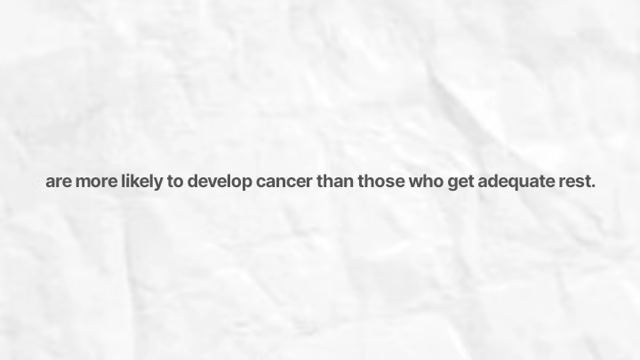 are more likely to develop cancer than those who get adequate rest.